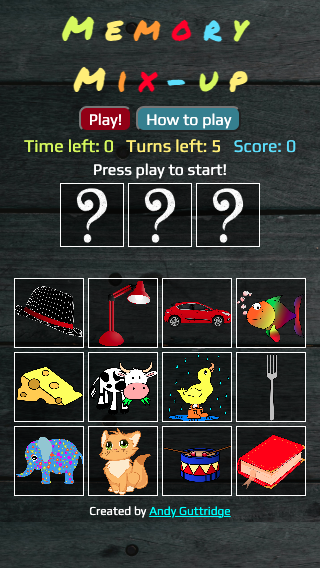 Memory
Mix-up
Play! How to play
Time left: 0 Turns left: 5 Score: 0
Press play to start!
? ? ?
Created by Andy Guttridge